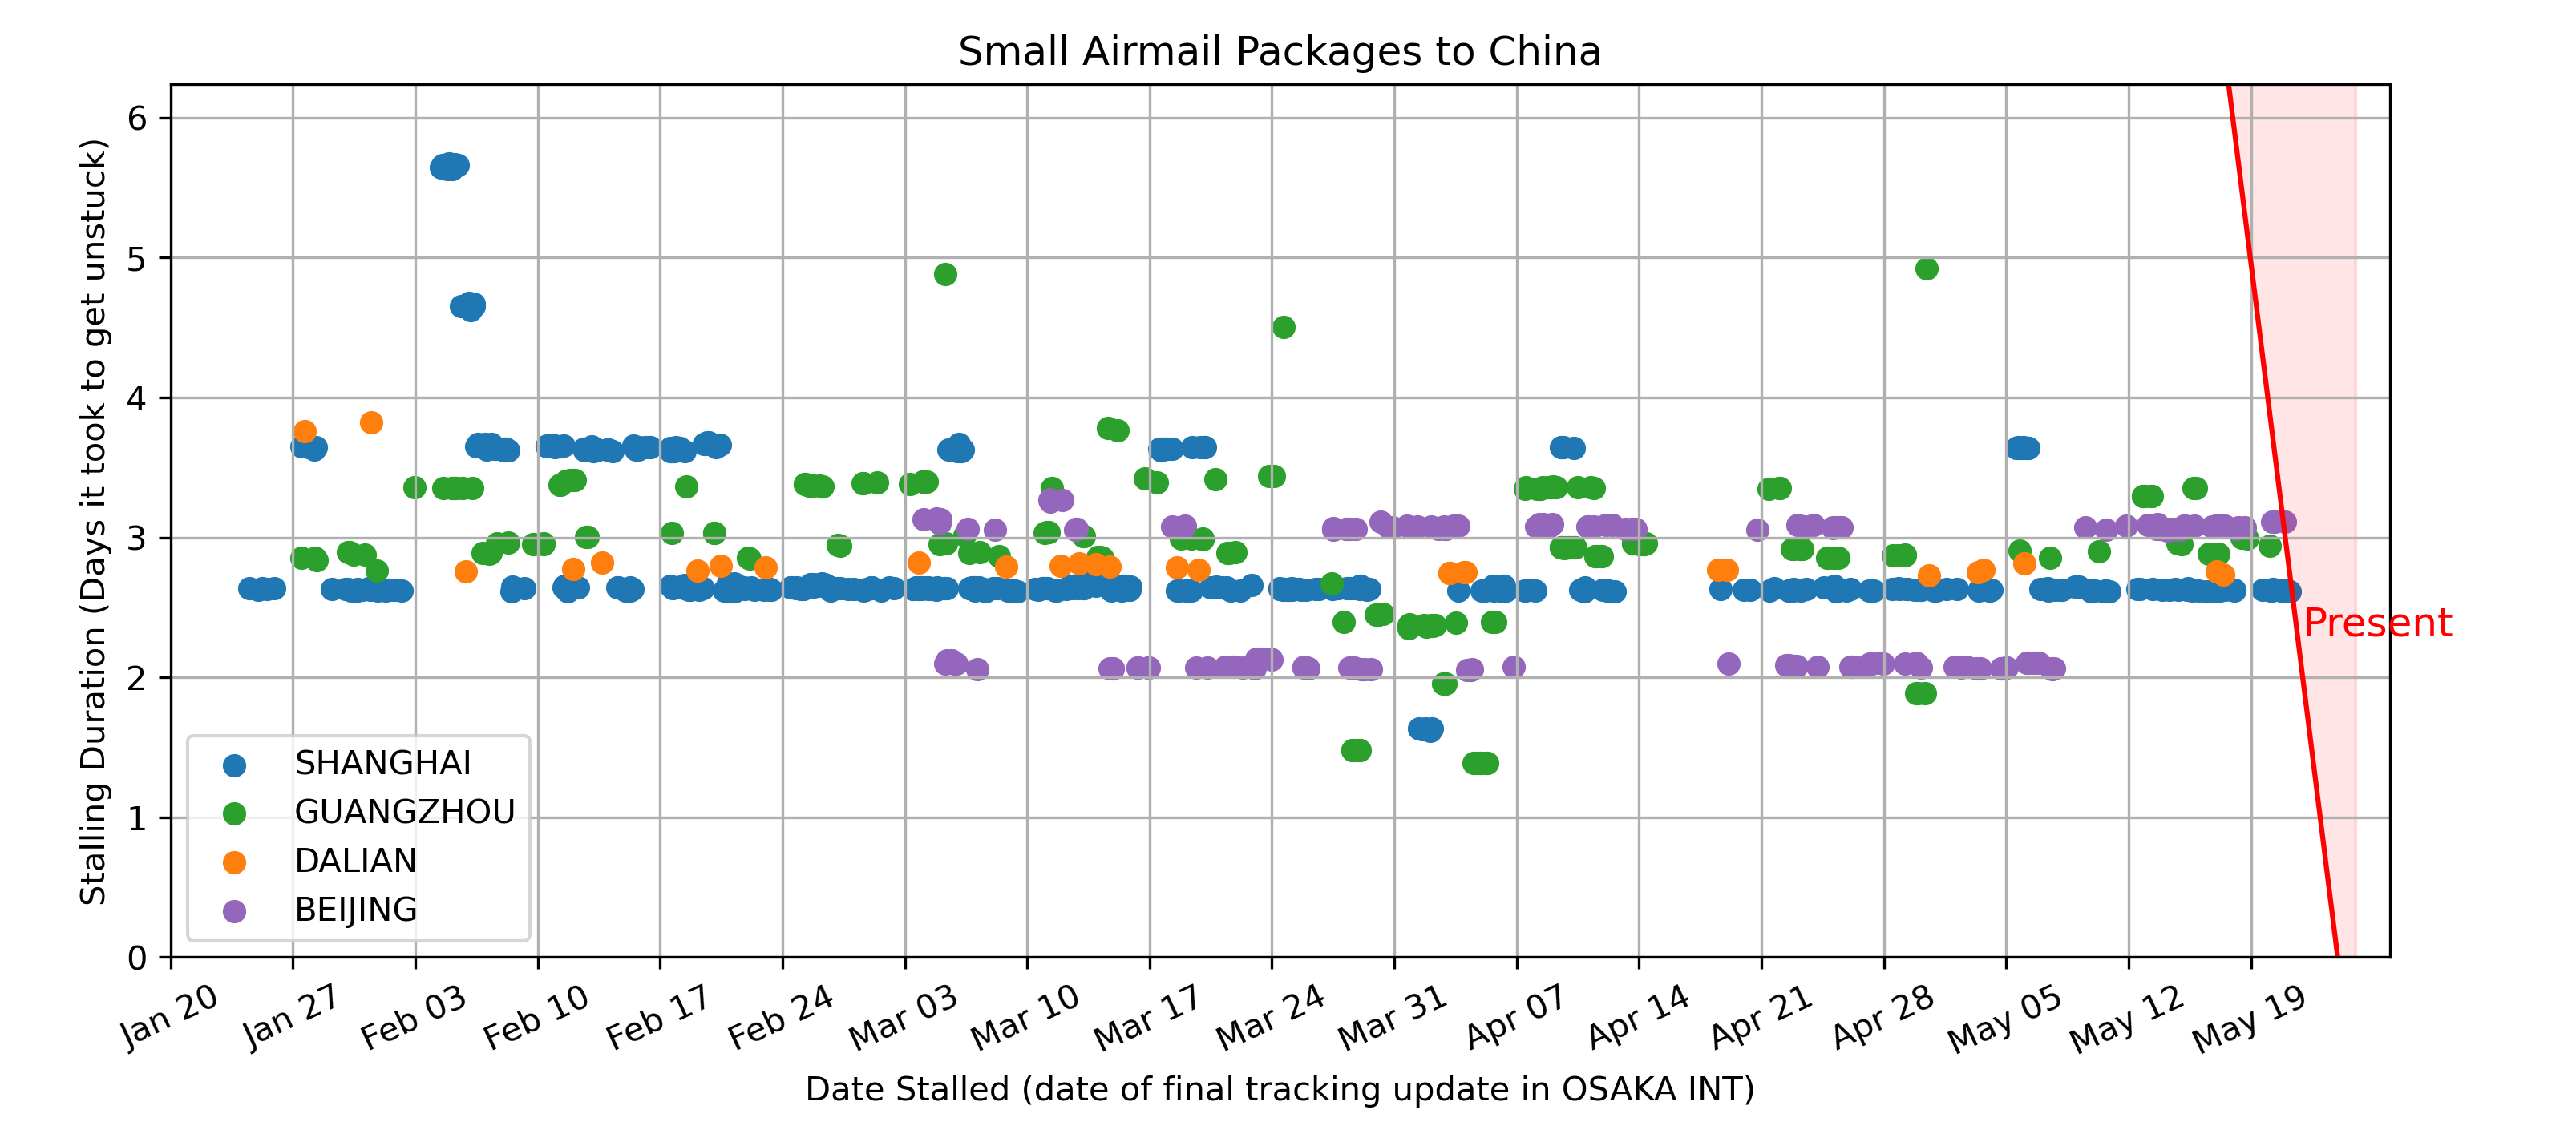 Small Airmail Packages to China
Stalling Duration (Days it took to get unstuck)
6
5
4
3
2
1
0
SHANGHAI
GUANGZHOU
DALIAN
BEIJING
Present
Jan 20
Jan 27
Feb 03
Feb 10
Feb 17
Feb 24
Mar 03
Mar 10
Mar 17
Mar 24
Mar 31
Apr 07
Apr 14
Apr 21
Apr 28
May 05
May 12
May 19
Date Stalled (date of final tracking update in OSAKA INT)